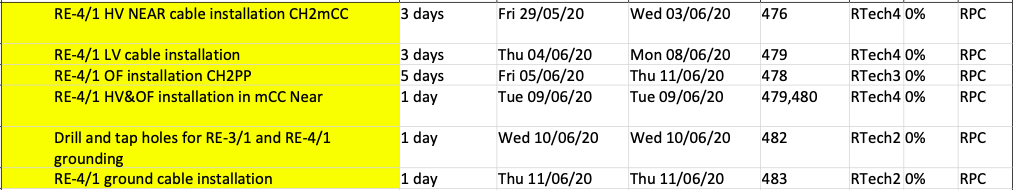 RE-4/1 HV NEAR cable installation CH2mCC 3 days Fri 29/05/20 Wed 03/06/20 476 RTech4 0% RPC
RE-4/1 LV cable installation 3 days Thu 04/06/20 Mon 08/06/20 479 RTech4 0% RPC
RE-4/1 OF installation CH2PP 5 days Fri 05/06/20 Thu 11/06/20 478 RTech3 0% RPC
RE-4/1 HV&OF installation in mCC Near 1 day Tue 09/06/20 Tue 09/06/20 479,480 RTech4 0% RPC
Drill and tap holes for RE-3/1 and RE-4/1 1 day Wed 10/06/20 Wed 10/06/20 482 RTech2 0% RPC
grounding
RE-4/1 ground cable installation 1 day Thu 11/06/20 Thu 11/06/20 483 RTech2 0% RPC